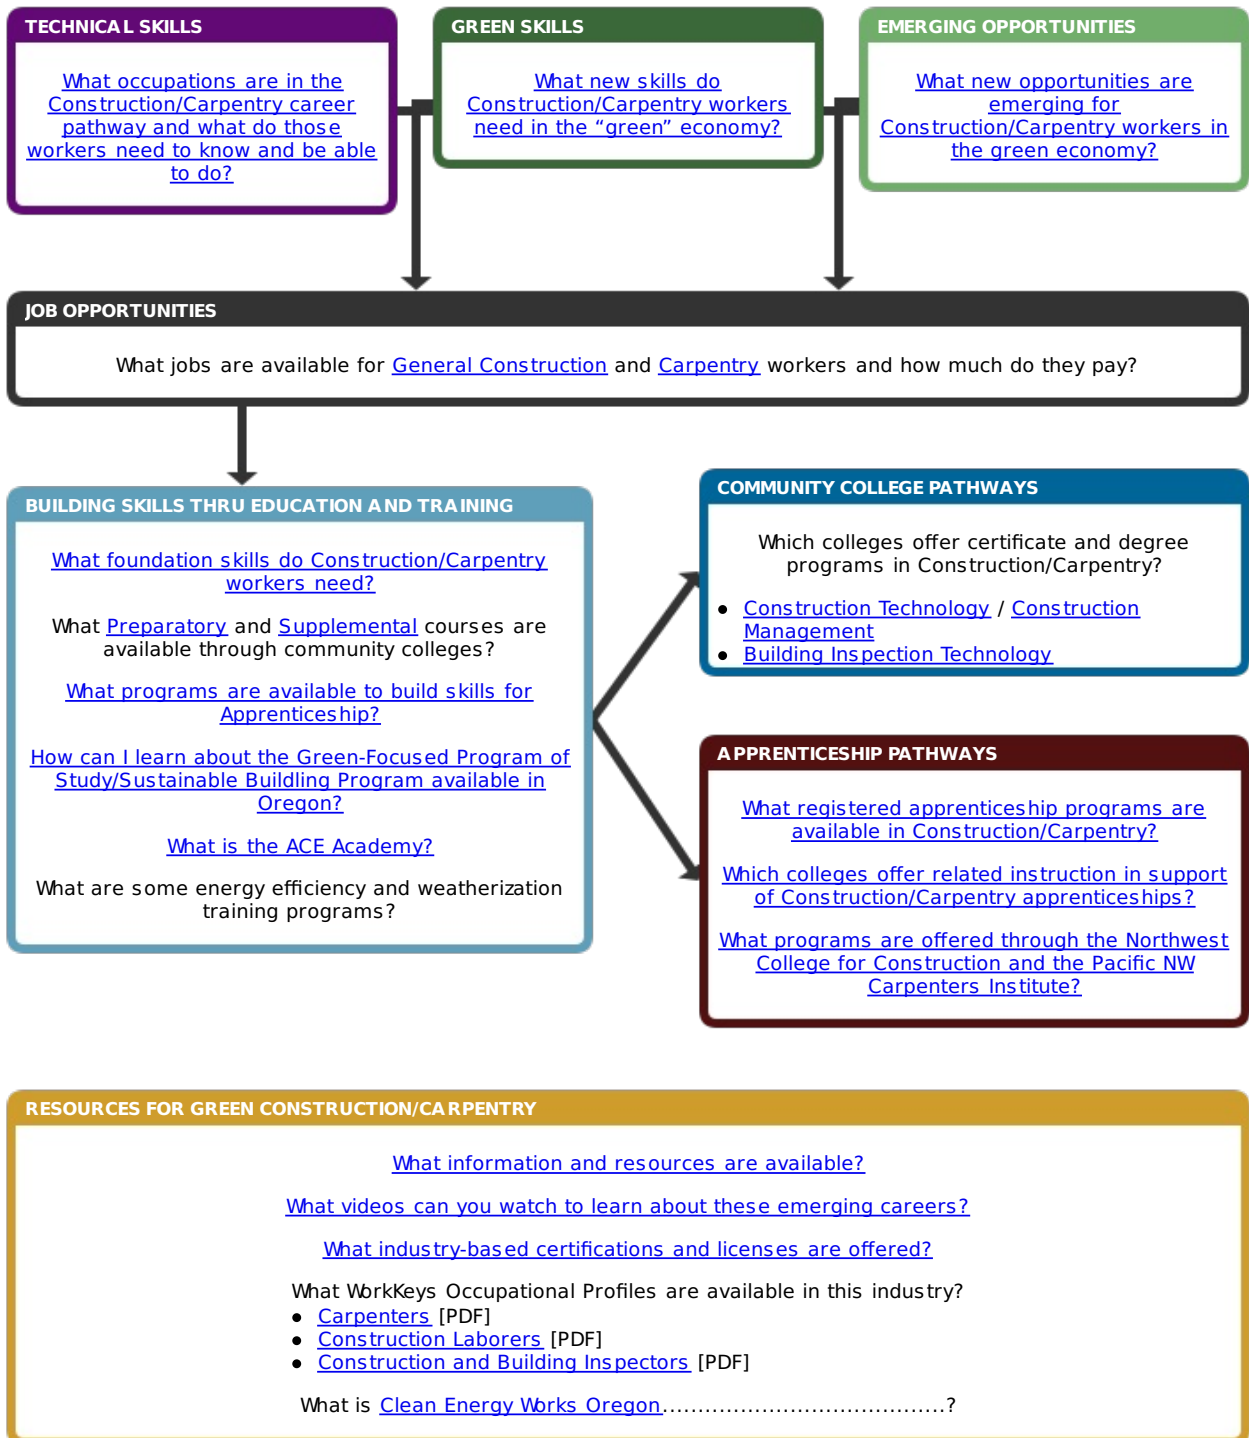 TECHNICAL SKILLS
What occupations are in the
Construction/Carpentry career
pathway and what do those
workers need to know and be able
to do?
GREEN SKILLS
What new skills do
Construction/Carpentry workers
need in the “green” economy?
EMERGING OPPORTUNITIES
What new opportunities are
emerging for
Construction/Carpentry workers in
the green economy?
JOB OPPORTUNITIES
What jobs are available for General Construction and Carpentry workers and how much do they pay?
BUILDING SKILLS THRU EDUCATION AND TRAINING
What foundation skills do Construction/Carpentry
workers need?
What Preparatory and Supplemental courses are
available through community colleges?
What programs are available to build skills for
Apprenticeship?
How can I learn about the Green-Focused Program of
Study/Sustainable Buildling Program available in
Oregon?
What is the ACE Academy?
What are some energy efficiency and weatherization
training programs?
COMMUNITY COLLEGE PATHWAYS
Which colleges offer certificate and degree
programs in Construction/Carpentry?
• Construction Technology / Construction
Management
• Building Inspection Technology
APPRENTICESHIP PATHWAYS
What registered apprenticeship programs are
available in Construction/Carpentry?
Which colleges offer related instruction in support
of Construction/Carpentry apprenticeships?
What programs are offered through the Northwest
College for Construction and the Pacific NW
Carpenters Institute?
RESOURCES FOR GREEN CONSTRUCTION/CARPENTRY
What information and resources are available?
What videos can you watch to learn about these emerging careers?
What industry-based certifications and licenses are offered?
What WorkKeys Occupational Profiles are available in this industry?
• Carpenters [PDF]
• Construction Laborers [PDF]
• Construction and Building Inspectors [PDF]
What is Clean Energy Works Oregon........................................?